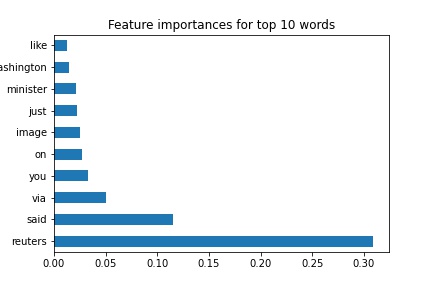 Feature importances for top 10 words
like
ashington
minister
just
image
on
you
via
said
reuters
0.00 0.05 0.10 0.15 0.20 0.25 0.30